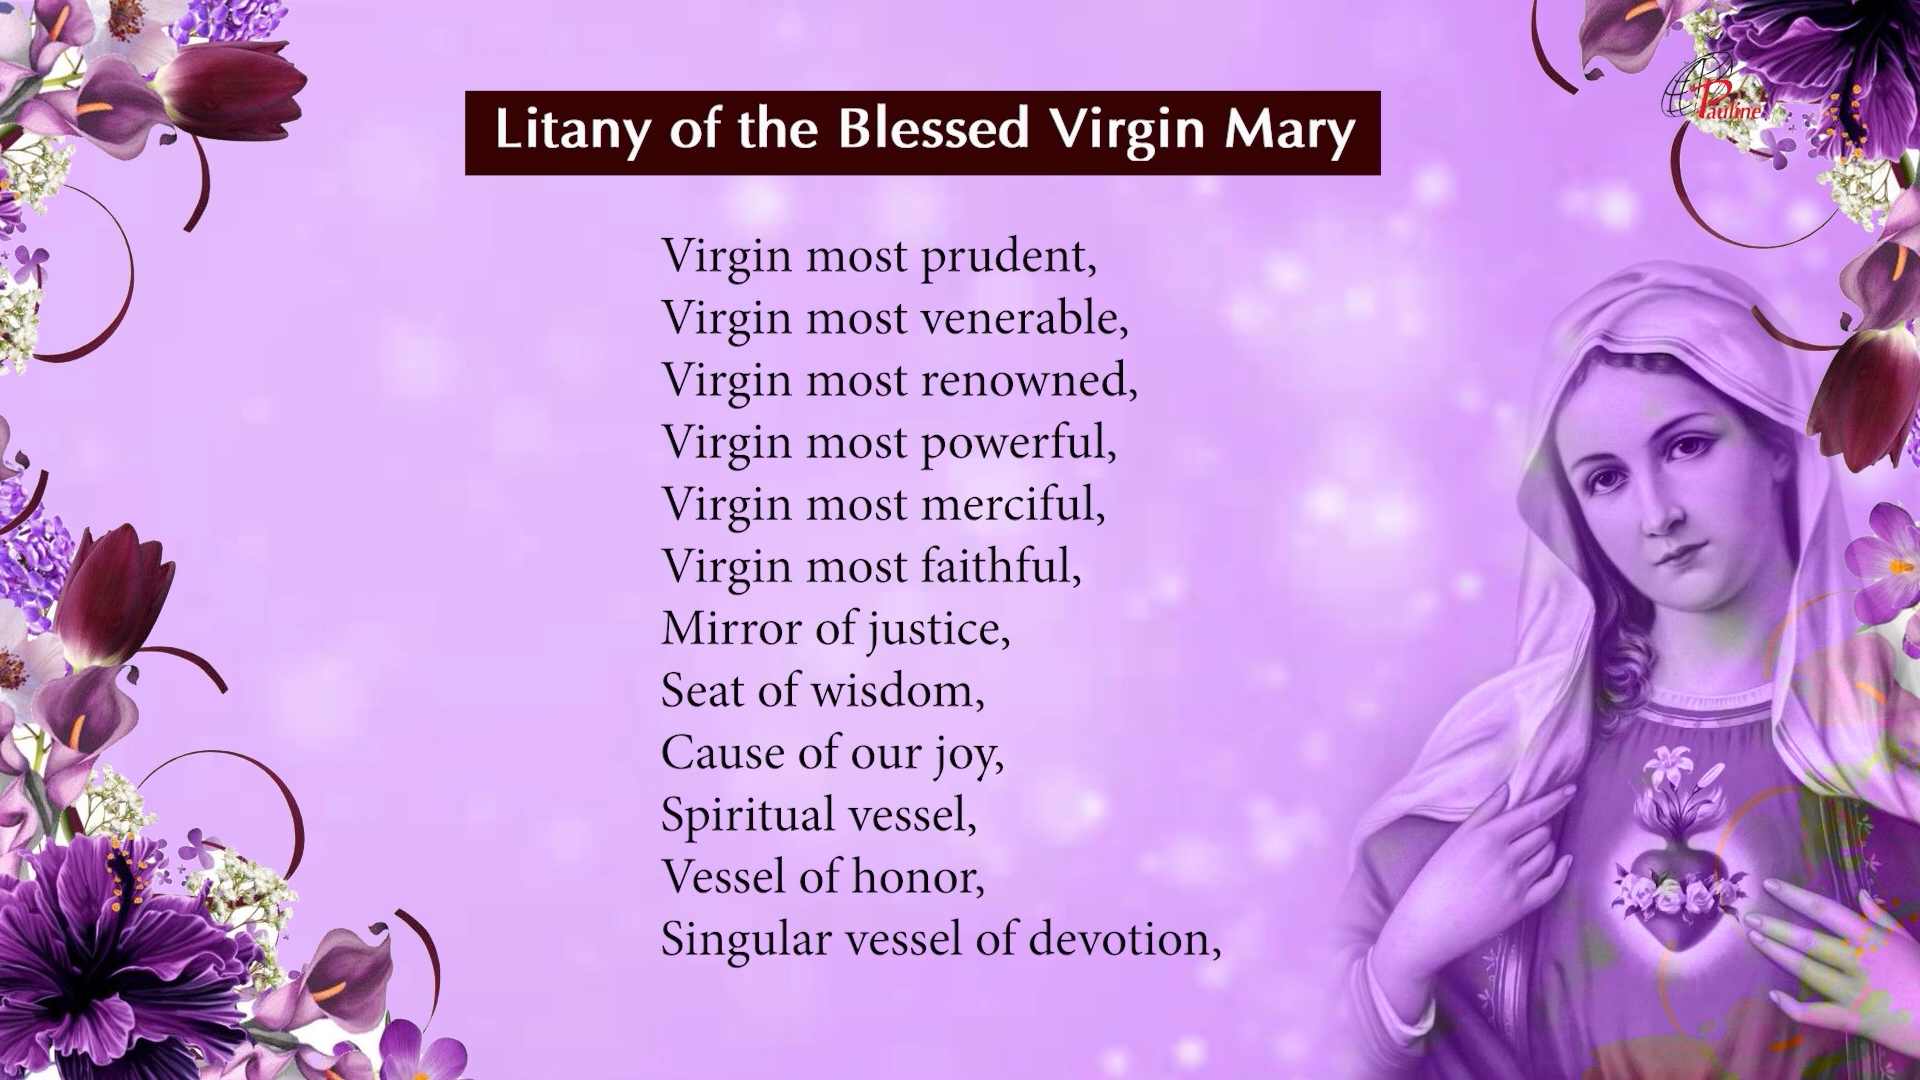 Pauline
Litany of the Blessed Virgin Mary
Virgin most prudent,
Virgin most venerable,
Virgin most renowned,
Virgin most powerful,
Virgin most merciful,
Virgin most faithful,
Mirror of justice,
Seat of wisdom,
Cause of our joy,
Spiritual vessel,
Vessel of honor,
Singular vessel of devotion,